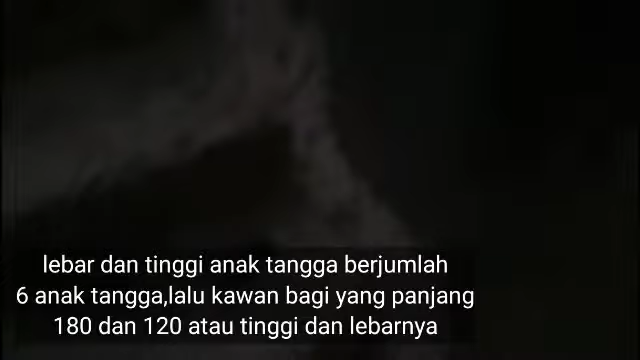 lebar dan tinggi anak tangga berjumlah
6 anak tangga,lalu kawan bagi yang panjang
180 dan 120 atau tinggi dan lebarnya